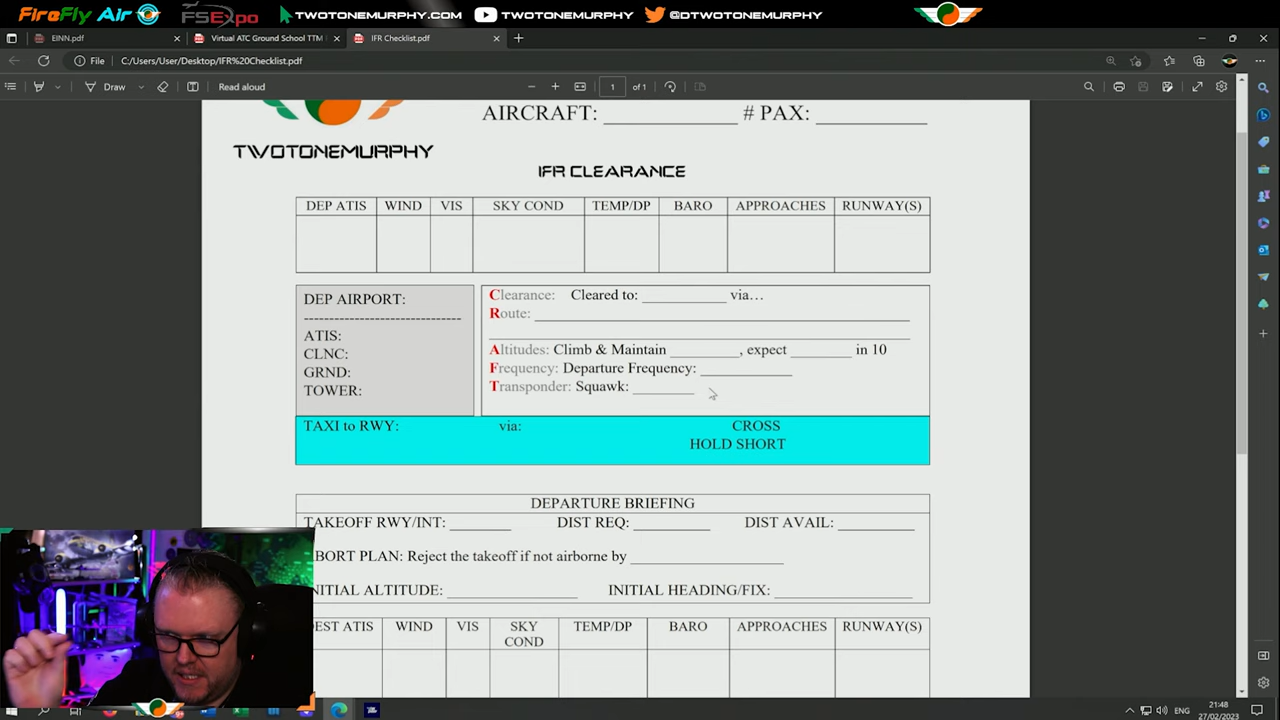 FIREFLY AIR FSEXPO TWOTONEMURPHY.COM TWOTONEMURPHY @DTWOTONEMURPHY
EINN.pdf Virtual ATC Ground School TTM IFR Checklist.pdf
File C:/Users/User/Desktop/IFR%20Checklist.pdf
Draw Read aloud 1 of 1
AIRCRAFT: __________ # PAX: __________
TWOTONEMURPHY
IFR CLEARANCE
DEP ATIS WIND VIS SKY COND TEMP/DP BARO APPROACHES RUNWAY(S)
DEP AIRPORT:
------------------------------
ATIS:
CLNC:
GRND:
TOWER:
Clearance: Cleared to: __________ via…
Route: __________
Altitudes: Climb & Maintain __________, expect __________ in 10
Frequency: Departure Frequency: __________
Transponder: Squawk: __________
TAXI to RWY: via: CROSS
HOLD SHORT
DEPARTURE BRIEFING
TAKEOFF RWY/INT: __________ DIST REQ: __________ DIST AVAIL: __________
BORT PLAN: Reject the takeoff if not airborne by __________
NITIAL ALTITUDE: __________ INITIAL HEADING/FIX: __________
DEST ATIS WIND VIS SKY COND TEMP/DP BARO APPROACHES RUNWAY(S)
ENG 21:48
27/02/2023